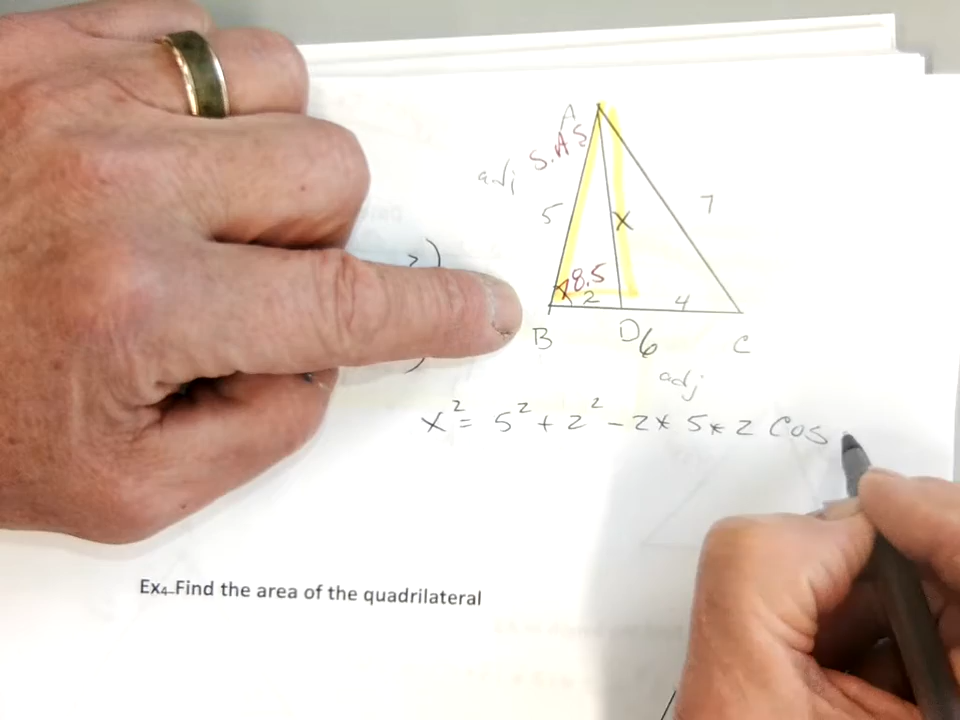 A
S.A.S
adj
5
7
x
78.5
2
4
B
D
6
C
adj
x² = 5² + 2² - 2* 5* 2 Cos
Ex4 Find the area of the quadrilateral